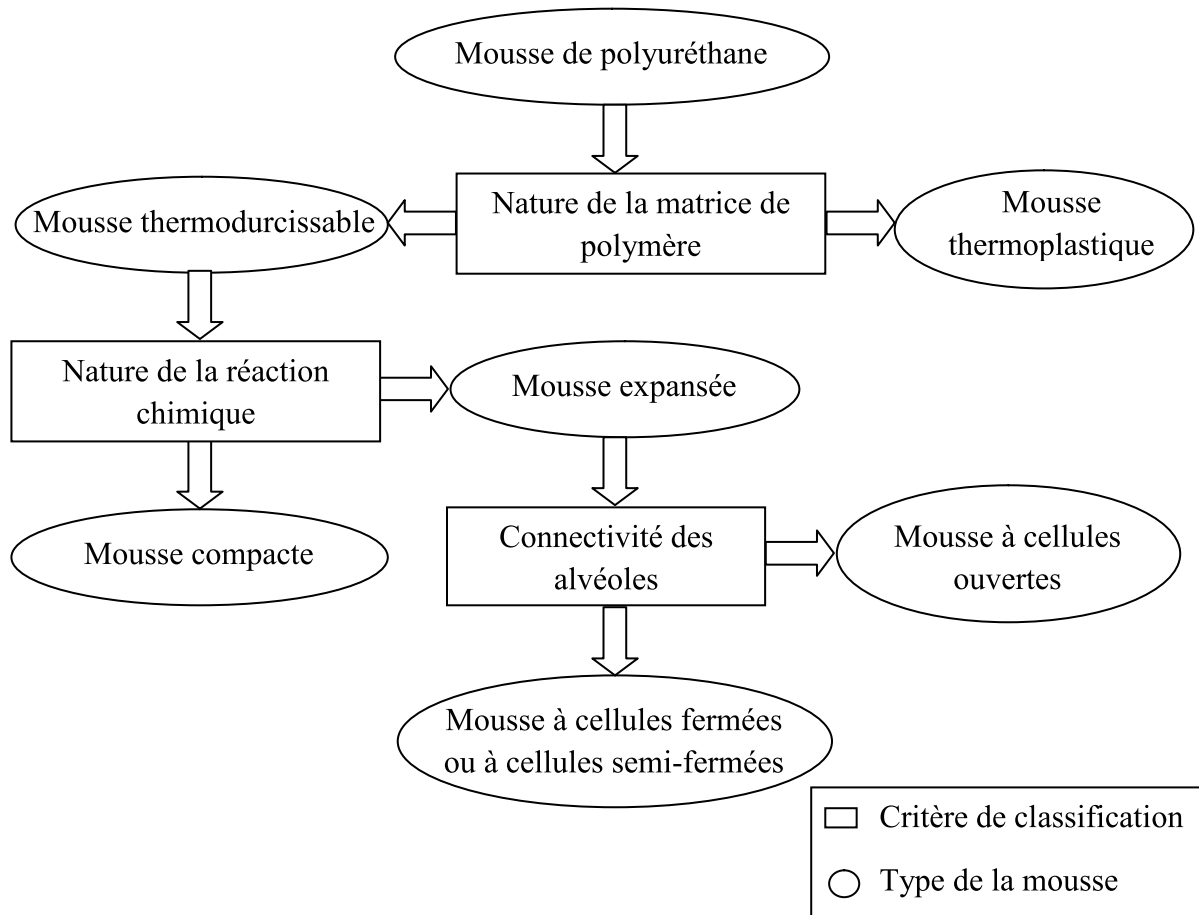 Mousse de polyuréthane
Mousse thermodurcissable
Nature de la matrice de
polymère
Mousse
thermoplastique
Nature de la réaction
chimique
Mousse expansée
Mousse compacte
Connectivité des
alvéoles
Mousse à cellules
ouvertes
Mousse à cellules fermées
ou à cellules semi-fermées
Critère de classification
Type de la mousse